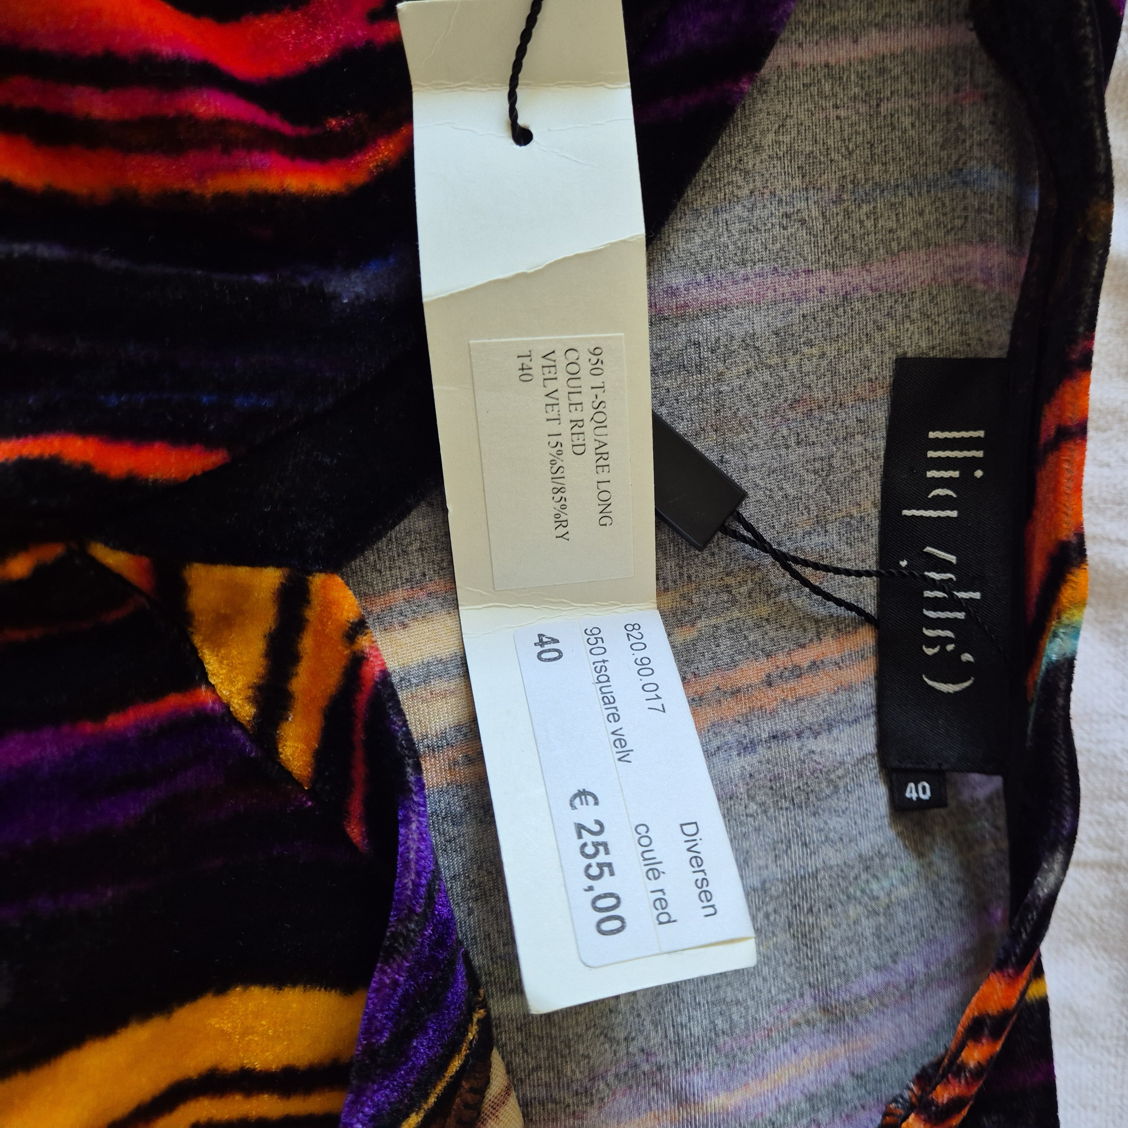 950 T-SQUARE LONG
COULE RED
VELVET 15%SI/85%RY
T40
820.90.017
Diversen
950 tsquare velv
coulé red
40
€ 255,00
40